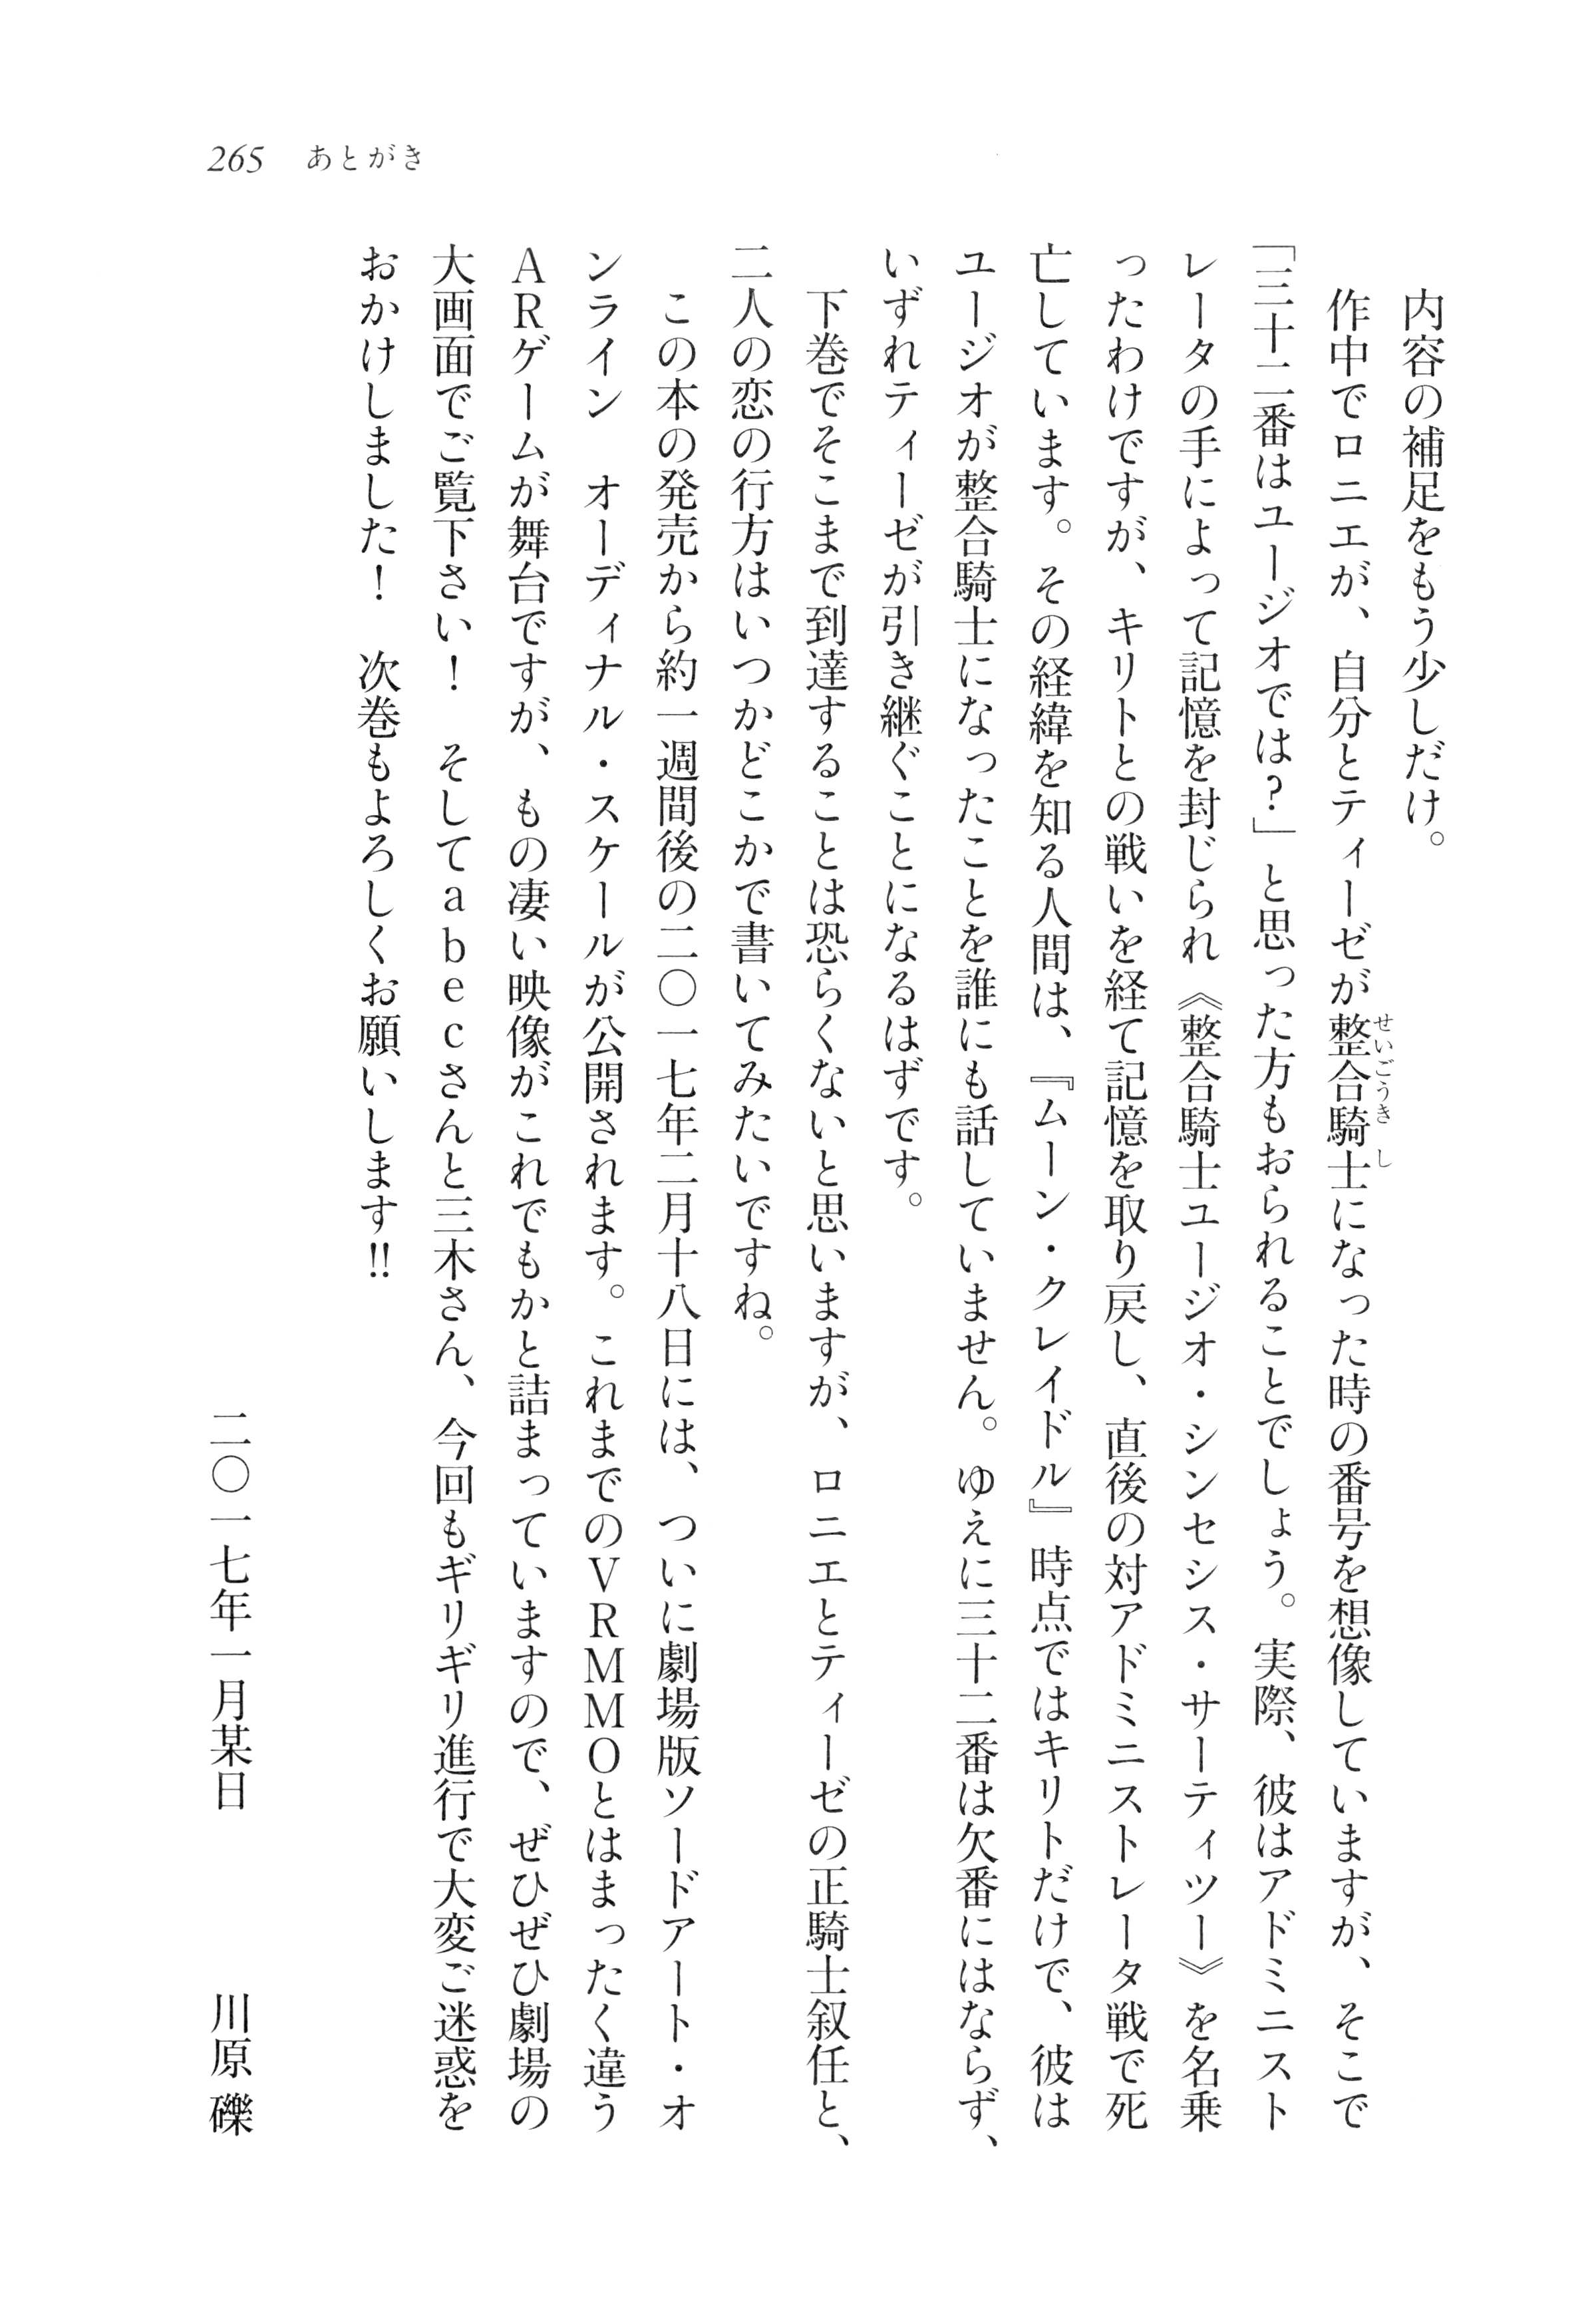 265 あとがき
内容の補足をもう少しだけ。
作中でロニエが、自分とティーゼが整合騎士になった時の番号を想像していますが、そこで
せいごうきし
「三十二番はユージオでは?」と思った方もおられることでしょう。実際、彼はアドミニスト
レータの手によって記憶を封じられ《整合騎士ユージオ・シンセシス・サーティツー》を名乗
ったわけですが、キリトとの戦いを経て記憶を取り戻し、直後の対アドミニストレータ戦で死
亡しています。その経緯を知る人間は、『ムーン・クレイドル』時点ではキリトだけで、彼は
ユージオが整合騎士になったことを誰にも話していません。ゆえに三十二番は欠番にはならず、
いずれティーゼが引き継ぐことになるはずです。
下巻でそこまで到達することは恐らくないと思いますが、ロニエとティーゼの正騎士叙任と、
二人の恋の行方はいつかどこかで書いてみたいですね。
この本の発売から約一週間後の二〇一七年二月十八日には、ついに劇場版ソードアート・オ
ンライン　オーディナル・スケールが公開されます。これまでのVRMMOとはまったく違う
ARゲームが舞台ですが、もの凄い映像がこれでもかと詰まっていますので、ぜひぜひ劇場の
大画面でご覧下さい！　そしてabecさんと三木さん、今回もギリギリ進行で大変ご迷惑を
おかけしました！　次巻もよろしくお願いします!!
二〇一七年一月某日　川原 礫